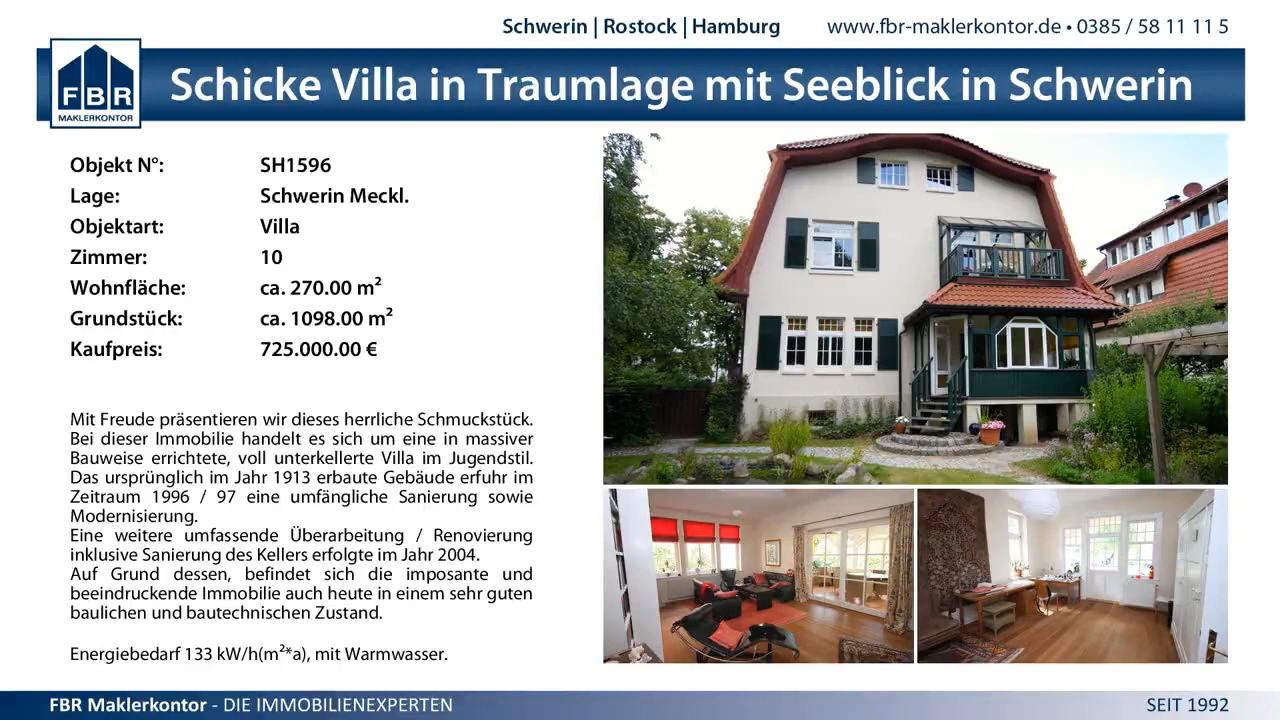 Schwerin | Rostock | Hamburg www.fbr-maklerkontor.de • 0385 / 58 11 11 5
FBR
MAKLERKONTOR
Schicke Villa in Traumlage mit Seeblick in Schwerin
Objekt N°: SH1596
Lage: Schwerin Meckl.
Objektart: Villa
Zimmer: 10
Wohnfläche: ca. 270.00 m²
Grundstück: ca. 1098.00 m²
Kaufpreis: 725.000.00 €
Mit Freude präsentieren wir dieses herrliche Schmuckstück.
Bei dieser Immobilie handelt es sich um eine in massiver
Bauweise errichtete, voll unterkellerte Villa im Jugendstil.
Das ursprünglich im Jahr 1913 erbaute Gebäude erfuhr im
Zeitraum 1996 / 97 eine umfängliche Sanierung sowie
Modernisierung.
Eine weitere umfassende Überarbeitung / Renovierung
inklusive Sanierung des Kellers erfolgte im Jahr 2004.
Auf Grund dessen, befindet sich die imposante und
beeindruckende Immobilie auch heute in einem sehr guten
baulichen und bautechnischen Zustand.
Energiebedarf 133 kW/h(m²*a), mit Warmwasser.
FBR Maklerkontor - DIE IMMOBILIENEXPERTEN SEIT 1992